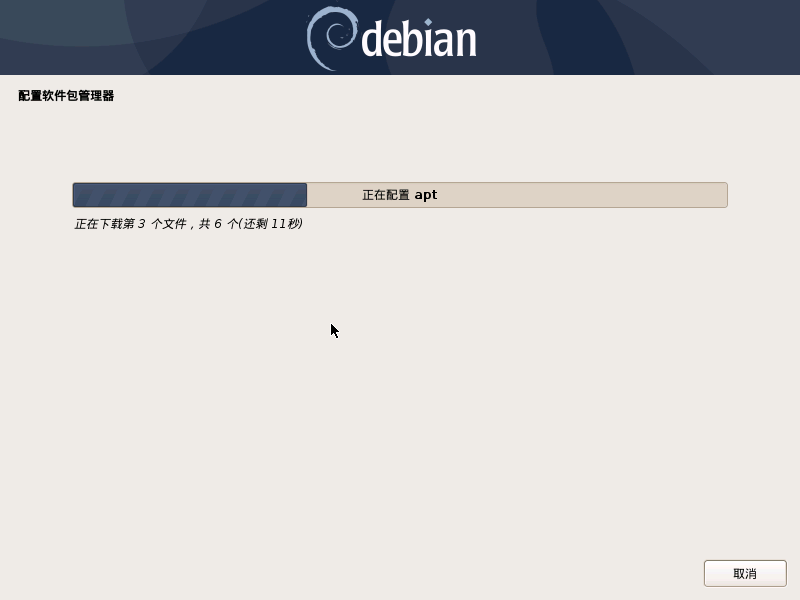 debian
配置软件包管理器
正在配置 apt
正在下载第 3 个文件，共 6 个(还剩 11秒)
取消